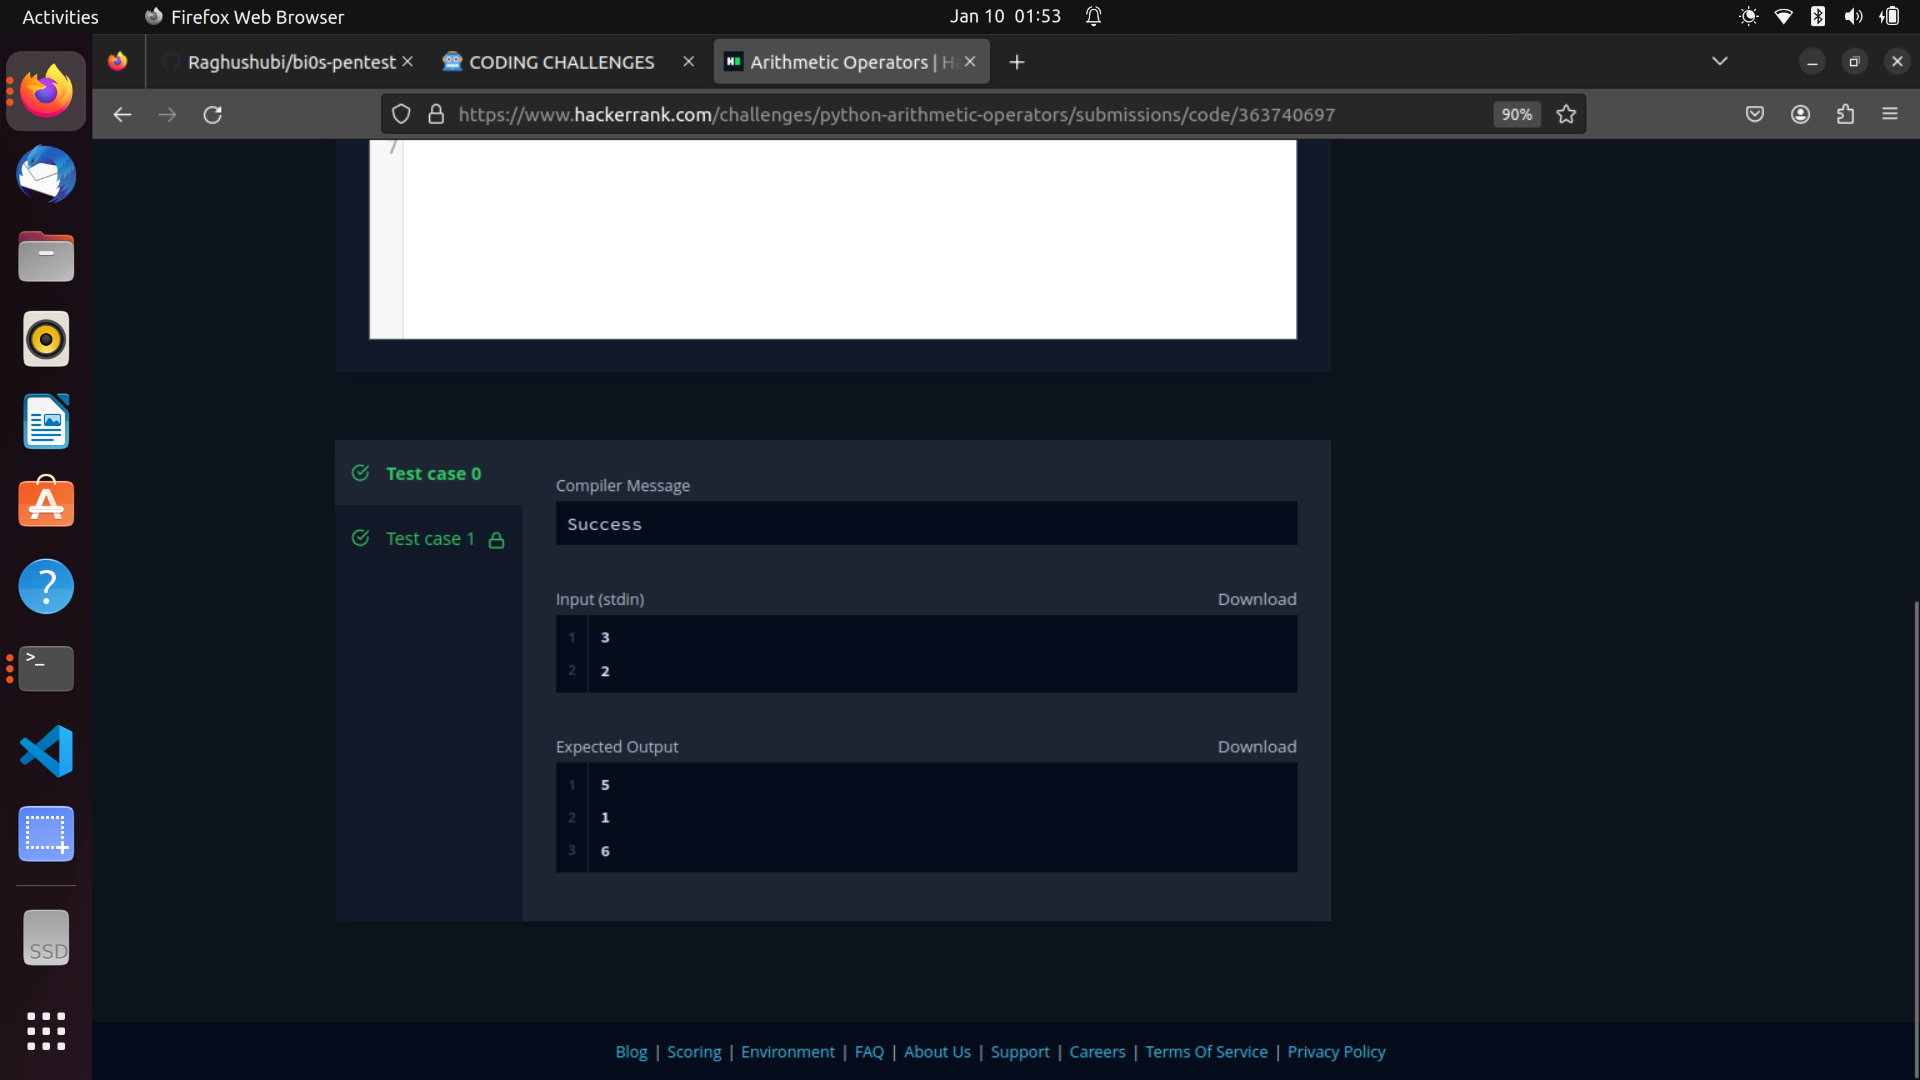 Activities
Firefox Web Browser
Jan 10 01:53
Raghushubi/bi0s-pentest
CODING CHALLENGES
Arithmetic Operators | Ha
https://www.hackerrank.com/challenges/python-arithmetic-operators/submissions/code/363740697
90%
7
Test case 0
Test case 1
Compiler Message
Success
Input (stdin)
Download
1 3
2 2
Expected Output
Download
1 5
2 1
3 6
SSD
Blog | Scoring | Environment | FAQ | About Us | Support | Careers | Terms Of Service | Privacy Policy